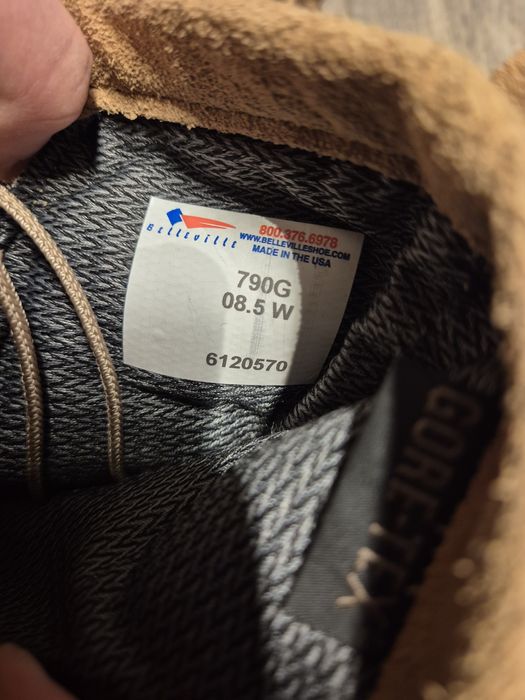 Belleville
800.376.6978
WWW.BELLEVILLESHOE.COM
MADE IN THE USA
790G
08.5 W
6120570
GORE-TEX